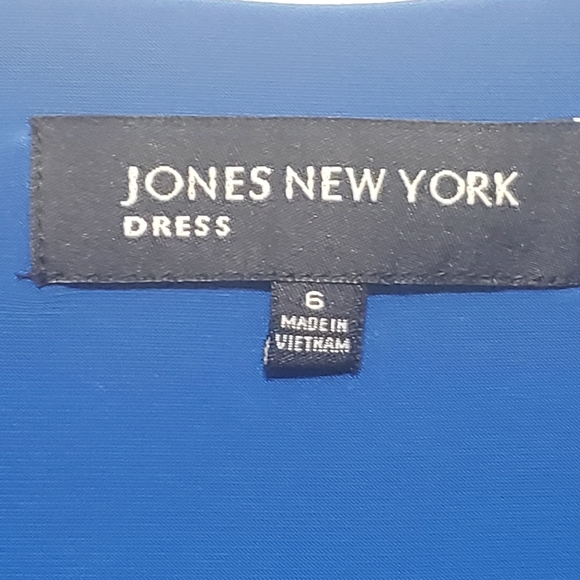 JONES NEW YORK
DRESS
6
MADE IN
VIETNAM